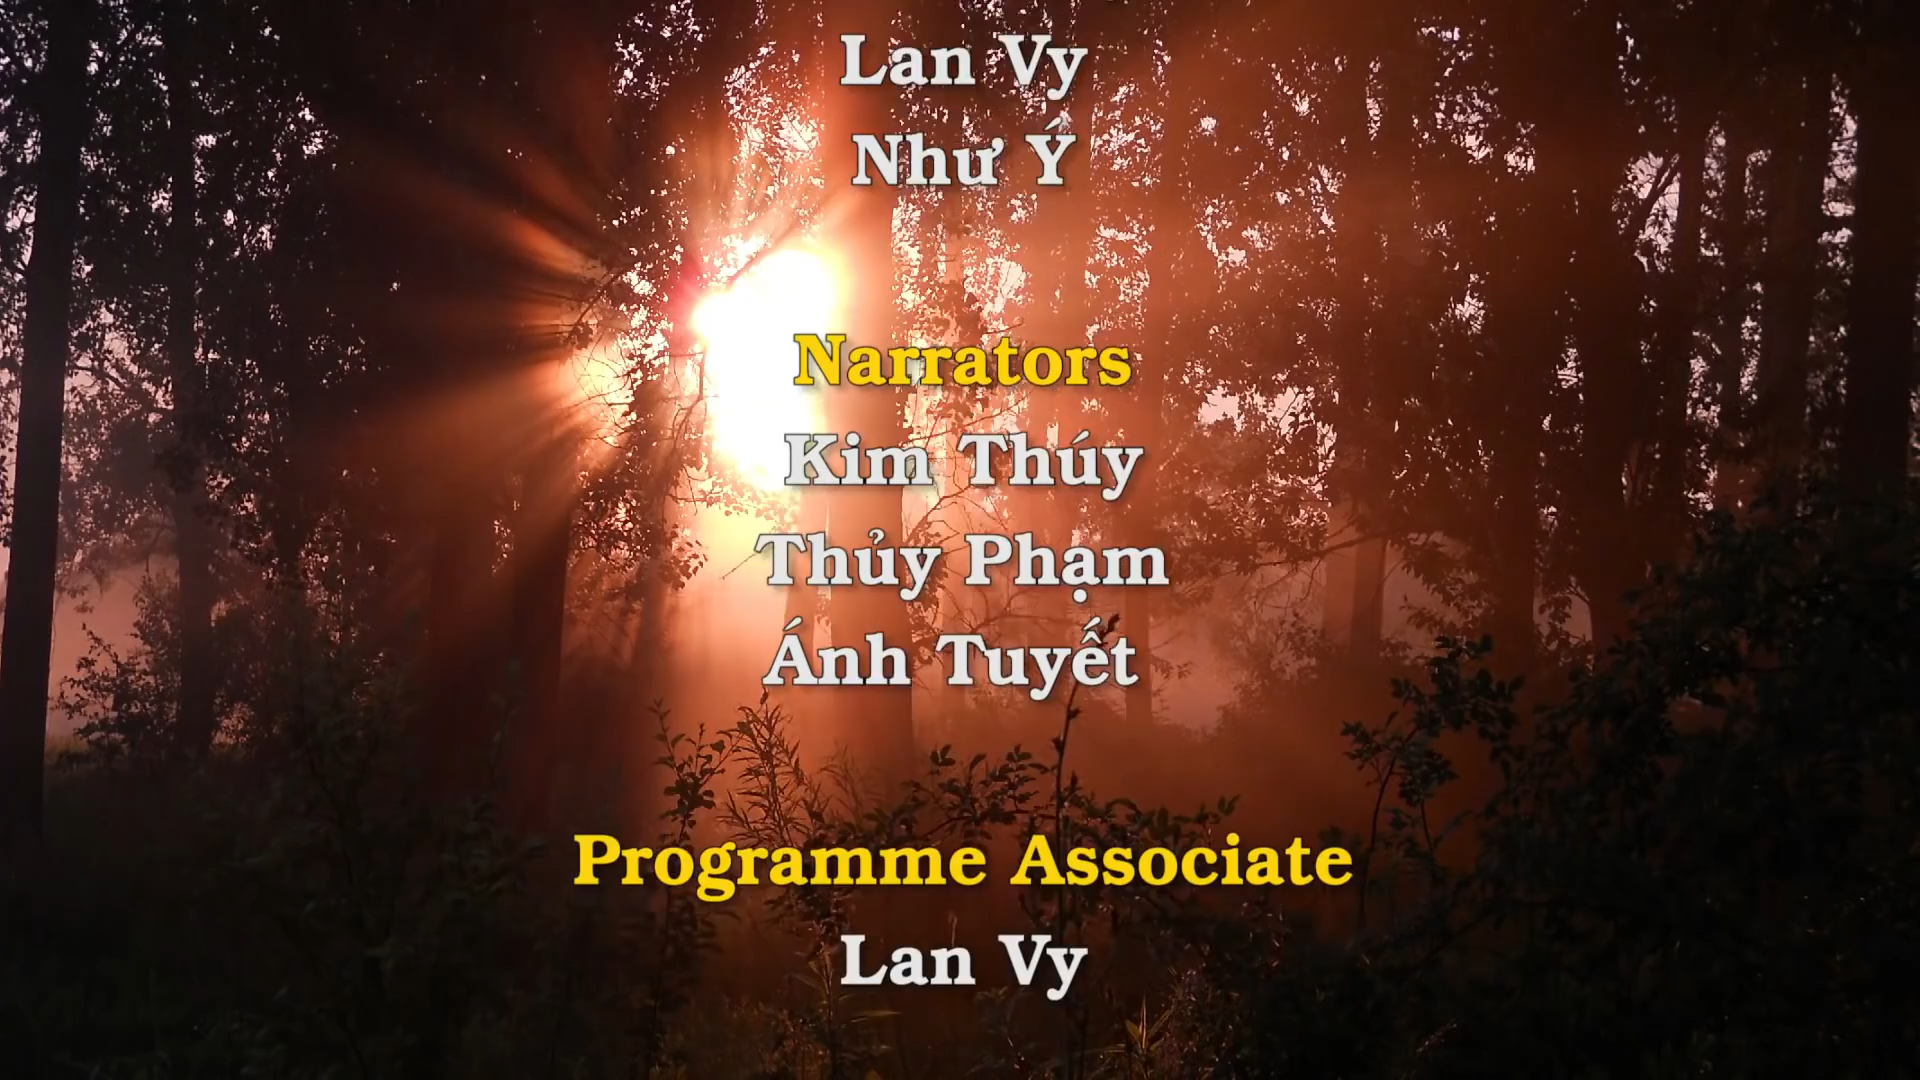 Lan Vy
Như Ý
Narrators
Kim Thúy
Thủy Phạm
Ánh Tuyết
Programme Associate
Lan Vy